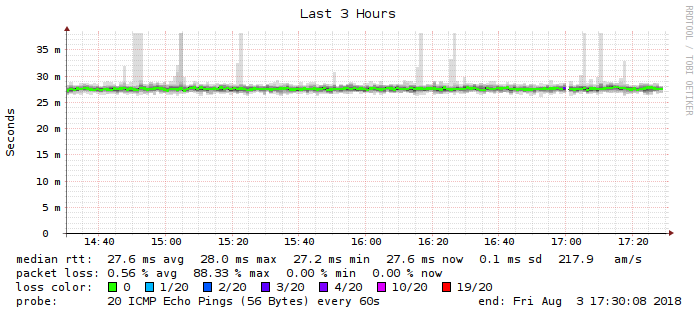 Last 3 Hours
RRDTOOL / TOBI OETIKER
Seconds
35 m
30 m
25 m
20 m
15 m
10 m
5 m
0
14:40 15:00 15:20 15:40 16:00 16:20 16:40 17:00 17:20
median rtt: 27.6 ms avg 28.0 ms max 27.2 ms min 27.6 ms now 0.1 ms sd 217.9 am/s
packet loss: 0.56 % avg 88.33 % max 0.00 % min 0.00 % now
loss color: 0 1/20 2/20 3/20 4/20 10/20 19/20
probe: 20 ICMP Echo Pings (56 Bytes) every 60s end: Fri Aug 3 17:30:08 2018